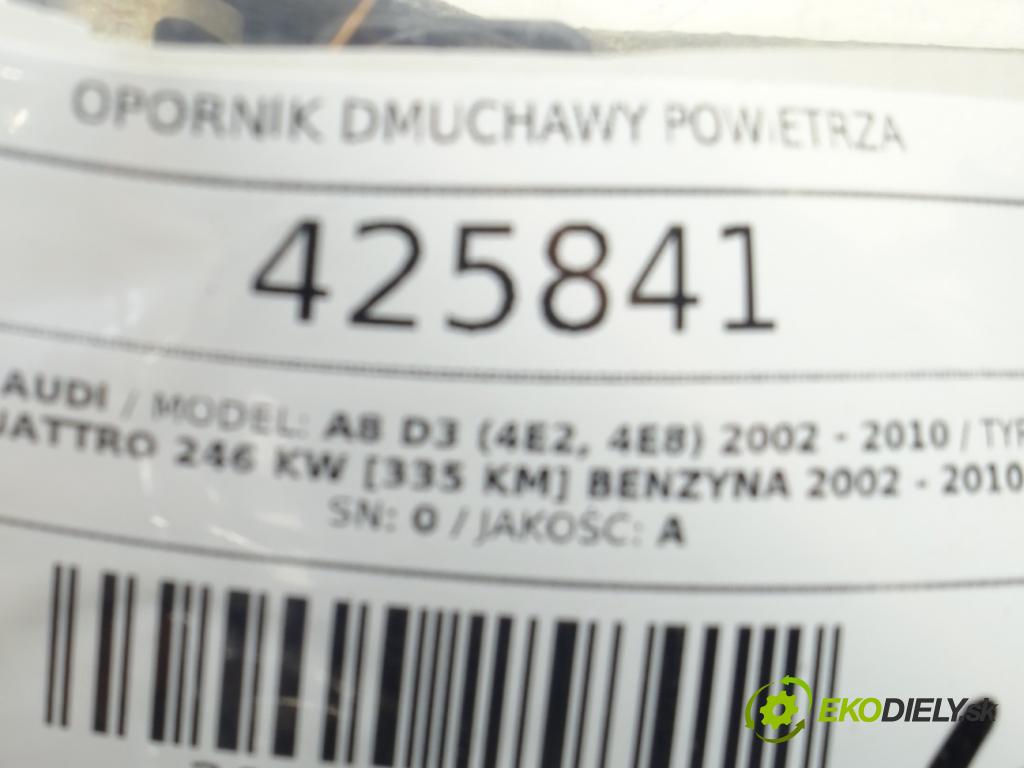 OPORNIK DMUCHAWY POWIETRZA
425841
AUDI / MODEL: A8 D3 (4E2, 4E8) 2002 - 2010 / TYP
UATTRO 246 KW [335 KM] BENZYNA 2002 - 2010
SN: 0 / JAKOŚĆ: A
EKODIELY.sk